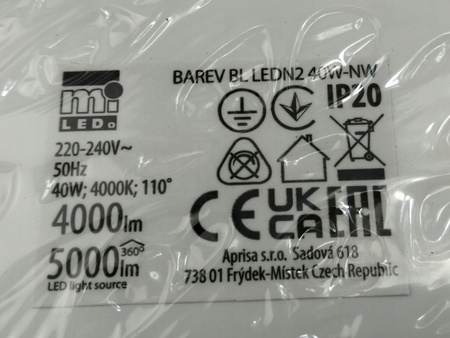 BAREV BL LEDN2 40W-NW
mi
LEDo
IP20
220-240V~
50Hz
40W; 4000K; 110°
4000lm
5000lm 360°
LED light source
CE UK CA EAC
Aprisa s.r.o. Sadová 618
738 01 Frýdek-Místek Czech Republic